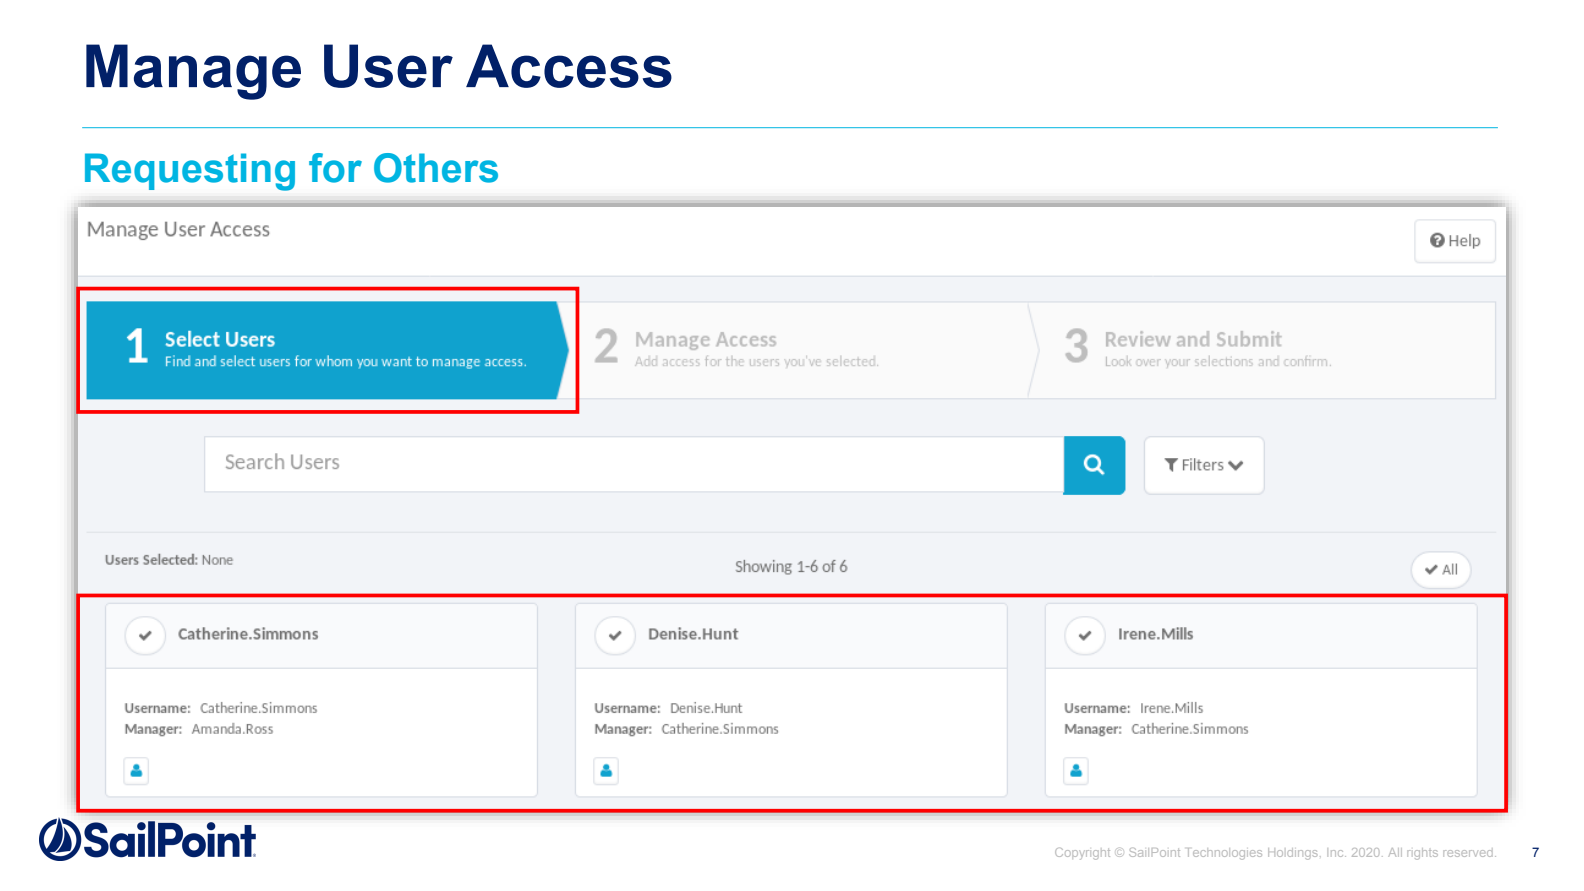 Manage User Access
Requesting for Others
Manage User Access
Help
1 Select Users
Find and select users for whom you want to manage access.
2 Manage Access
Add access for the users you've selected.
3 Review and Submit
Look over your selections and confirm.
Search Users
Filters
Users Selected: None
Showing 1-6 of 6
All
Catherine.Simmons
Username: Catherine.Simmons
Manager: Amanda.Ross
Denise.Hunt
Username: Denise.Hunt
Manager: Catherine.Simmons
Irene.Mills
Username: Irene.Mills
Manager: Catherine.Simmons
SailPoint
Copyright © SailPoint Technologies Holdings, Inc. 2020. All rights reserved.
7